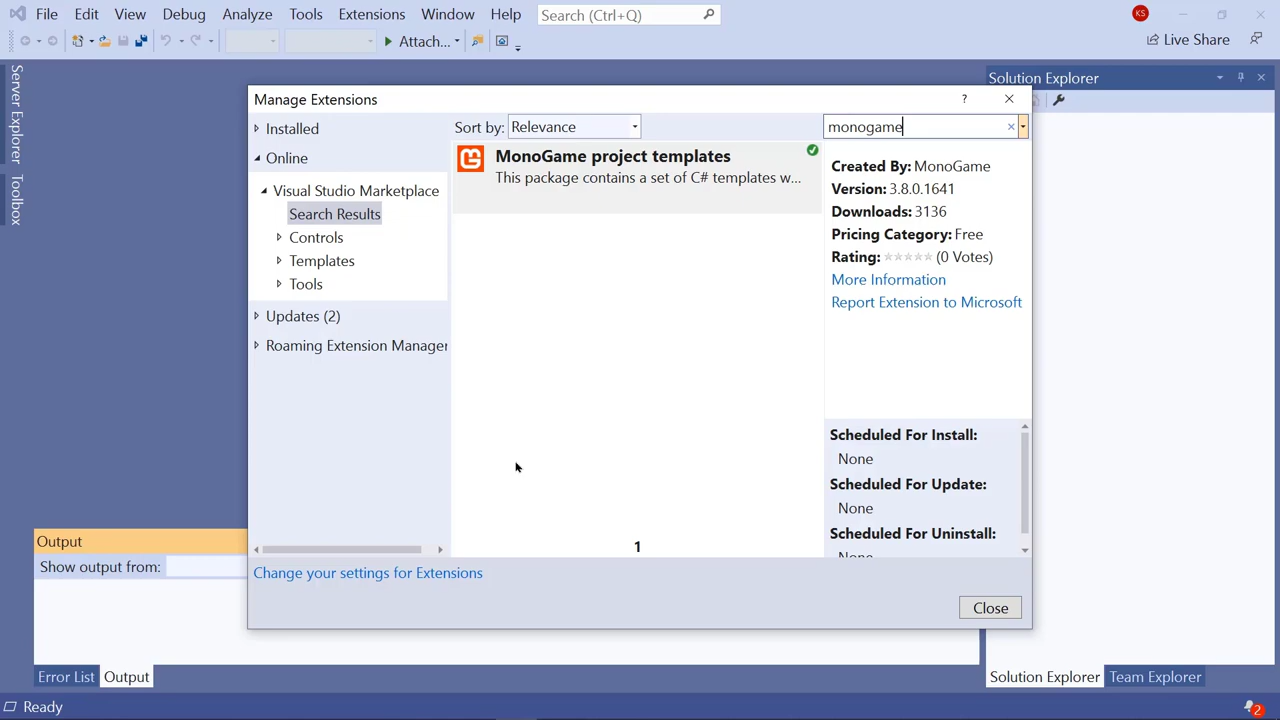 File Edit View Debug Analyze Tools Extensions Window Help Search (Ctrl+Q) KS
Attach... Live Share
Server Explorer
Toolbox
Solution Explorer
Manage Extensions ?
Installed
Sort by: Relevance
monogame
Online
Visual Studio Marketplace
Search Results
Controls
Templates
Tools
Updates (2)
Roaming Extension Manager
MonoGame project templates
This package contains a set of C# templates w...
1
Created By: MonoGame
Version: 3.8.0.1641
Downloads: 3136
Pricing Category: Free
Rating: (0 Votes)
More Information
Report Extension to Microsoft
Scheduled For Install:
None
Scheduled For Update:
None
Scheduled For Uninstall:
None
Change your settings for Extensions
Close
Output
Show output from:
Error List Output
Solution Explorer Team Explorer
Ready 2